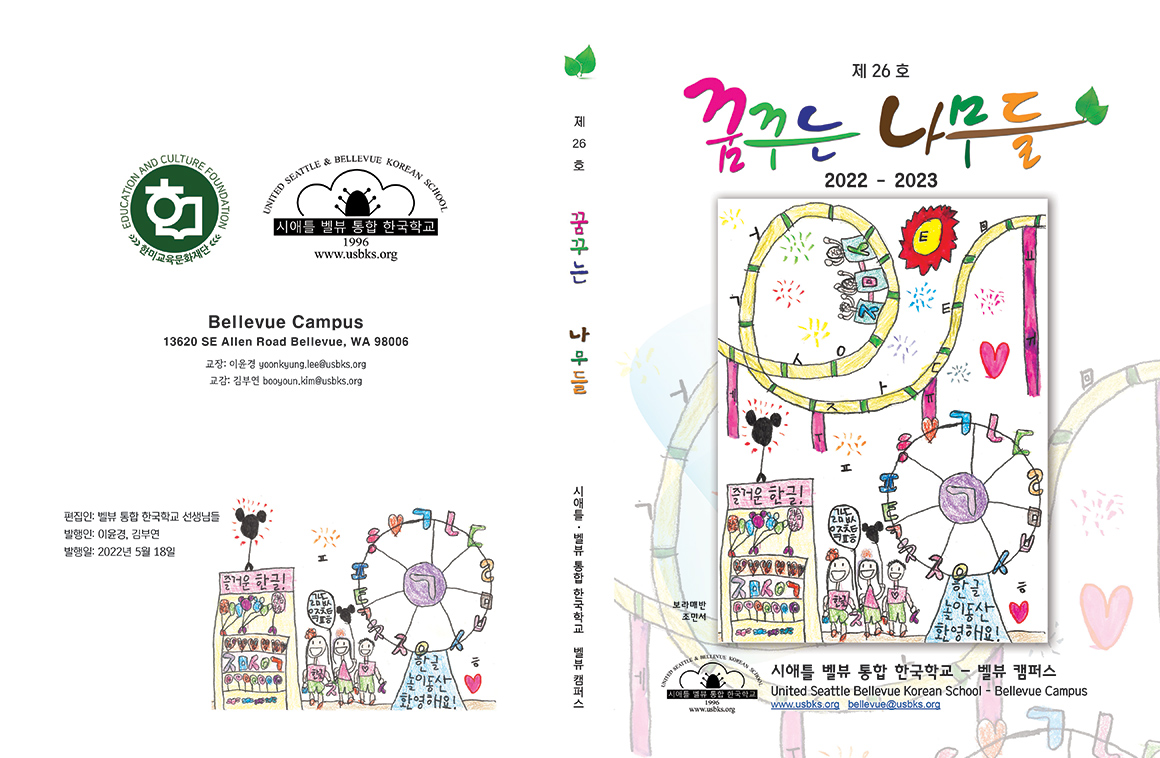 EDUCATION AND CULTURE FOUNDATION
한미교육문화재단
UNITED SEATTLE & BELLEVUE KOREAN SCHOOL
시애틀 벨뷰 통합 한국학교
1996
www.usbks.org
Bellevue Campus
13620 SE Allen Road Bellevue, WA 98006
교장: 이윤경 yoonkyung.lee@usbks.org
교감: 김부연 booyoun.kim@usbks.org
편집인: 벨뷰 통합 한국학교 선생님들
발행인: 이윤경, 김부연
발행일: 2022년 5월 18일
즐거운 한글!
한글
놀이동산
환영해요!
제 26 호
꿈꾸는 나무들
시애틀·벨뷰 통합 한국학교 벨뷰 캠퍼스
제 26 호
꿈꾸는 나무들
2022 - 2023
즐거운 한글!
한글
한글
놀이동산
환영해요!
보라매반
조민서
UNITED SEATTLE & BELLEVUE KOREAN SCHOOL
시애틀 벨뷰 통합 한국학교
1996
www.usbks.org
시애틀 벨뷰 통합 한국학교 - 벨뷰 캠퍼스
United Seattle Bellevue Korean School - Bellevue Campus
www.usbks.org bellevue@usbks.org